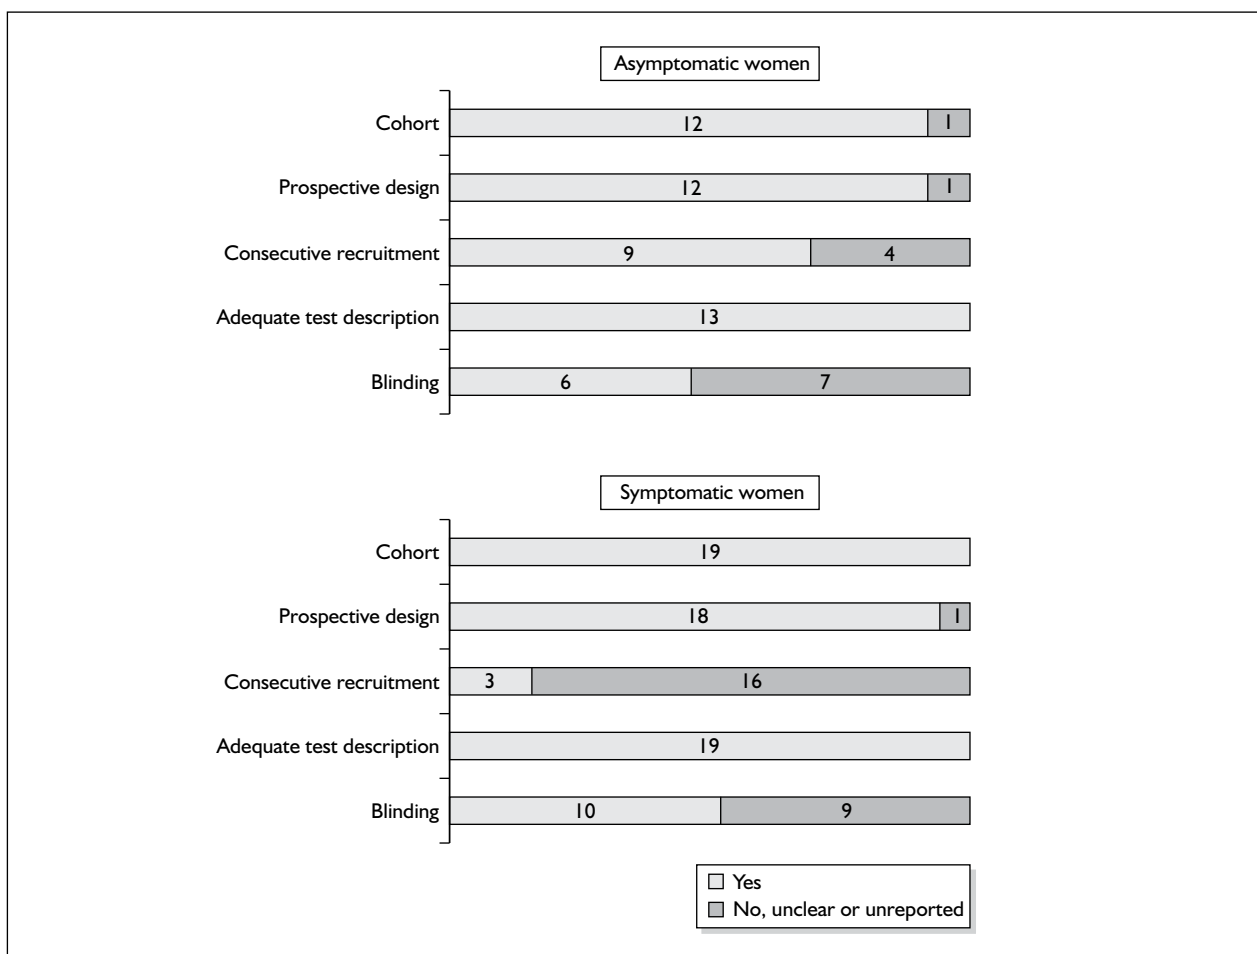 Asymptomatic women
Cohort 12 1
Prospective design 12 1
Consecutive recruitment 9 4
Adequate test description 13
Blinding 6 7
Symptomatic women
Cohort 19
Prospective design 18 1
Consecutive recruitment 3 16
Adequate test description 19
Blinding 10 9
Yes
No, unclear or unreported